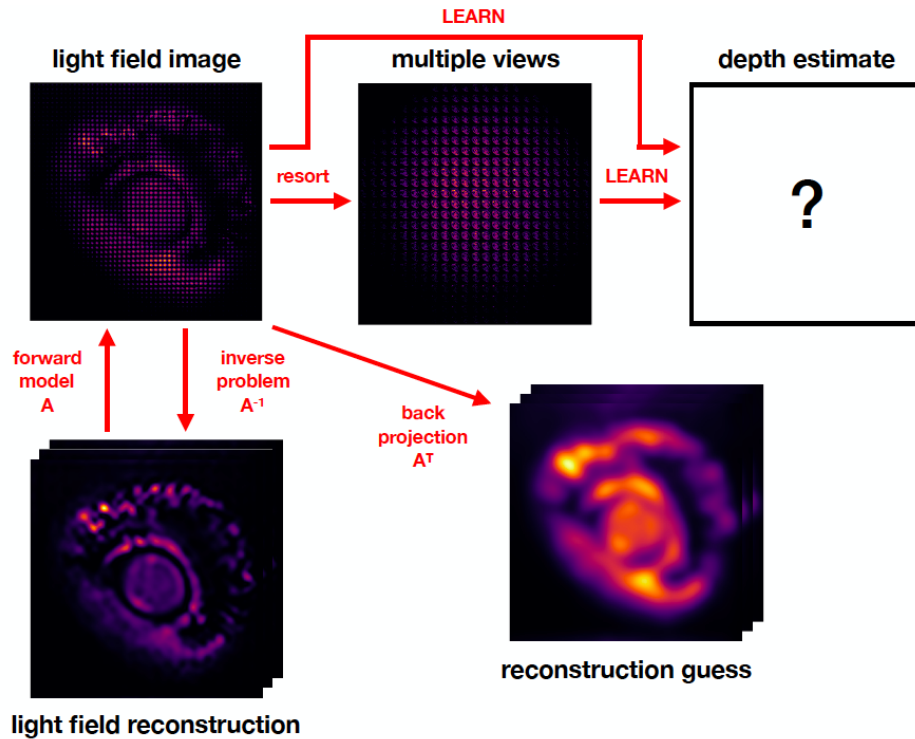 LEARN
light field image
multiple views
depth estimate
resort
LEARN
?
forward
model
A
inverse
problem
A⁻¹
back
projection
Aᵀ
reconstruction guess
light field reconstruction